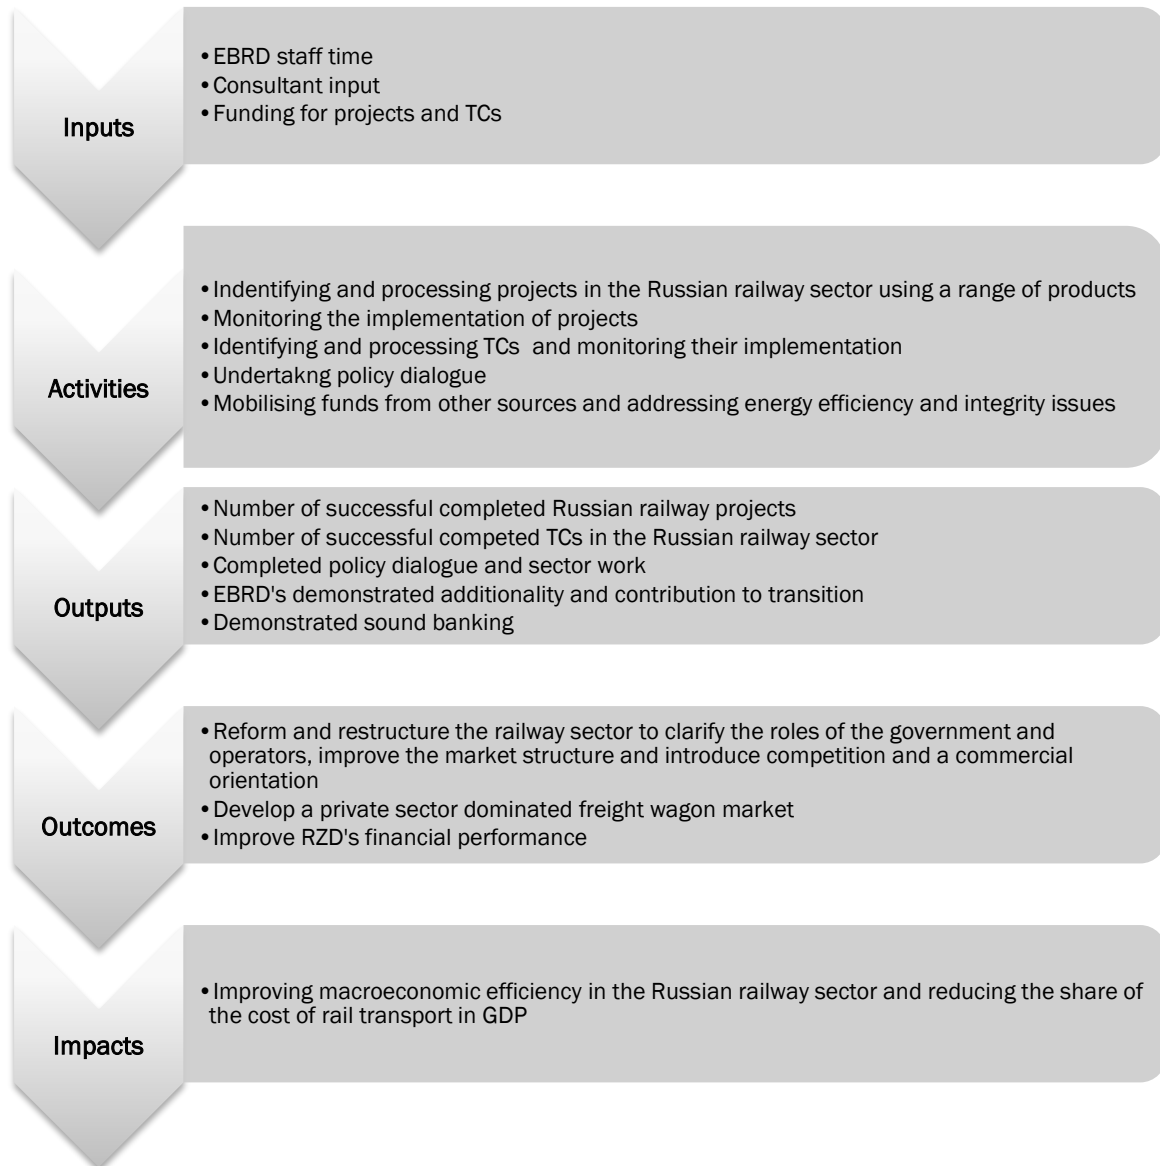 Inputs
•EBRD staff time
•Consultant input
•Funding for projects and TCs
Activities
•Indentifying and processing projects in the Russian railway sector using a range of products
•Monitoring the implementation of projects
•Identifying and processing TCs and monitoring their implementation
•Undertakng policy dialogue
•Mobilising funds from other sources and addressing energy efficiency and integrity issues
Outputs
•Number of successful completed Russian railway projects
•Number of successful competed TCs in the Russian railway sector
•Completed policy dialogue and sector work
•EBRD's demonstrated additionality and contribution to transition
•Demonstrated sound banking
Outcomes
•Reform and restructure the railway sector to clarify the roles of the government and
operators, improve the market structure and introduce competition and a commercial
orientation
•Develop a private sector dominated freight wagon market
•Improve RZD's financial performance
Impacts
•Improving macroeconomic efficiency in the Russian railway sector and reducing the share of
the cost of rail transport in GDP